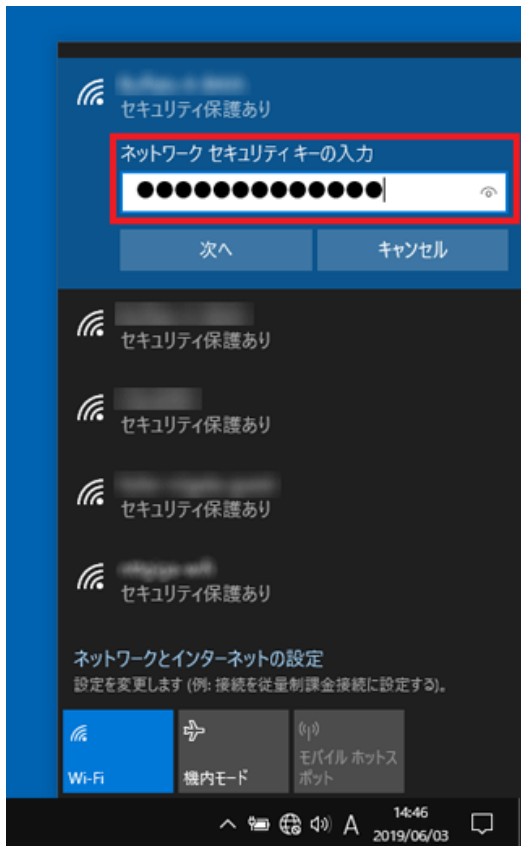 セキュリティ保護あり
ネットワーク セキュリティ キーの入力
●●●●●●●●●●●●●
次へ キャンセル
セキュリティ保護あり
セキュリティ保護あり
セキュリティ保護あり
セキュリティ保護あり
ネットワークとインターネットの設定
設定を変更します (例: 接続を従量制課金接続に設定する)。
Wi-Fi
機内モード
モバイル ホットス
ポット
A
14:46
2019/06/03